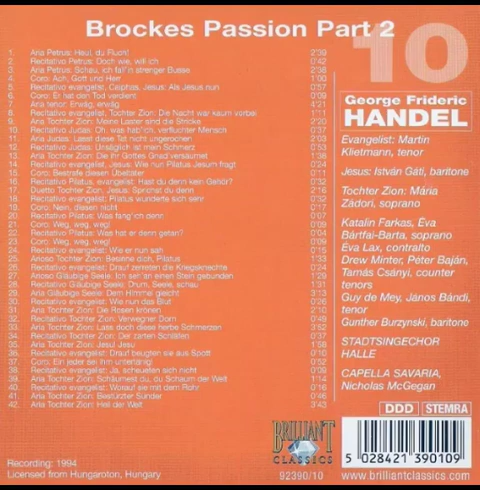 Brockes Passion Part 2
10
1. Aria Petrus: Heul, du Fluch! 2'39
2. Recitativo Petrus: Doch wie, will ich 0'42
3. Aria Petrus: Schau, ich fall'n strenger Busse 2'38
4. Coro: Ach, Gott und Herr 1'00
5. Recitativo evangelist, Caiphas, Jesus: Als Jesus nun 0'57
6. Coro: Er hat den Tod verdient 0'09
7. Aria tenor: Erwäg, ergrimmte 4'21
8. Recitativo evangelist, Tochter Zion: Die Nacht war kaum vorbei 1'11
9. Aria Tochter Zion: Meine Laster sind die Stricke 2'20
10. Recitativo Judas: Oh, was hab'ich, verfluchter Mensch 0'37
11. Aria Judas: Lasst diese Tat nicht ungerochen 2'03
12. Recitativo Judas: Unsäglich ist mein Schmerz 0'53
13. Aria Tochter Zion: Die ihr Gottes Gnad versäumet 1'36
14. Recitativo evangelist, Jesus: Wie nun Pilatus Jesum fragt 0'24
15. Coro: Bestrafe diesen Übeltäter 0'11
16. Recitativo Pilatus, evangelist: Hast du denn kein Gehör? 0'32
17. Duetto Tochter Zion, Jesus: Sprichst du denn 0'16
18. Recitativo evangelist: Pilatus wunderte sich sehr
19. Coro: Nein, diesen nicht 0'17
20. Recitativo Pilatus: Was fang'ich denn 0'07
21. Coro: Weg, weg, weg! 0'09
22. Recitativo Pilatus: Was hat er denn getan? 0'04
23. Coro: Weg, weg, weg! 0'09
24. Recitativo evangelist: Wie er nun sah 0'15
25. Arioso Tochter Zion: Besinne dich, Pilatus 1'33
26. Recitativo evangelist: Drauf zerreten die Kriegsknechte 0'24
27. Arioso Gläubige Seele: Ich seh'an einen Stein gebunden 1'29
28. Recitativo Gläubige Seele: Drum, Seele, schau 1'31
29. Aria Gläubige Seele: Dem Himmel gleicht 3'13
30. Recitativo evangelist: Wie nun das Blut 0'26
31. Aria Tochter Zion: Die Rosen krönen 2'10
32. Recitativo Tochter Zion: Verwegner Dorn 0'48
33. Aria Tochter Zion: Lass doch diese herbe Schmerzen 3'52
34. Recitativo Tochter Zion: Der zarten Schläfen 0'37
35. Aria Tochter Zion: Jesu! Jesu! 1'58
36. Recitativo evangelist: Drauf beugten sie aus Spott 0'10
37. Coro: Ein jeder sei ihm untertänig! 0'52
38. Recitativo evangelist: Ja, scheueten sich nicht 0'09
39. Aria Tochter Zion: Schäumest du, du Schaum der Welt 1'14
40. Recitativo evangelist: Worauf sie mit dem Rohr 0'16
41. Aria Tochter Zion: Bestürzter Sünder 2'46
42. Aria Tochter Zion: Heil der Welt 3'43
George Frideric
HANDEL
Evangelist: Martin
Klietmann, tenor
Jesus: István Gáti, baritone
Tochter Zion: Mária
Zádori, soprano
Katalin Farkas, Éva
Bártfai-Barta, soprano
Eva Lax, contralto
Drew Minter, Péter Baján,
Tamás Csányi, counter
tenors
Guy de Mey, János Bándi,
tenor
Gunther Burzynski, baritone
STADTSINGECHOR
HALLE
CAPELLA SAVARIA,
Nicholas McGegan
DDD STEMRA
5 028421 390109
Recording: 1994
Licensed from Hungaroton, Hungary
BRILLIANT
CLASSICS
92390/10
www.brilliantclassics.com